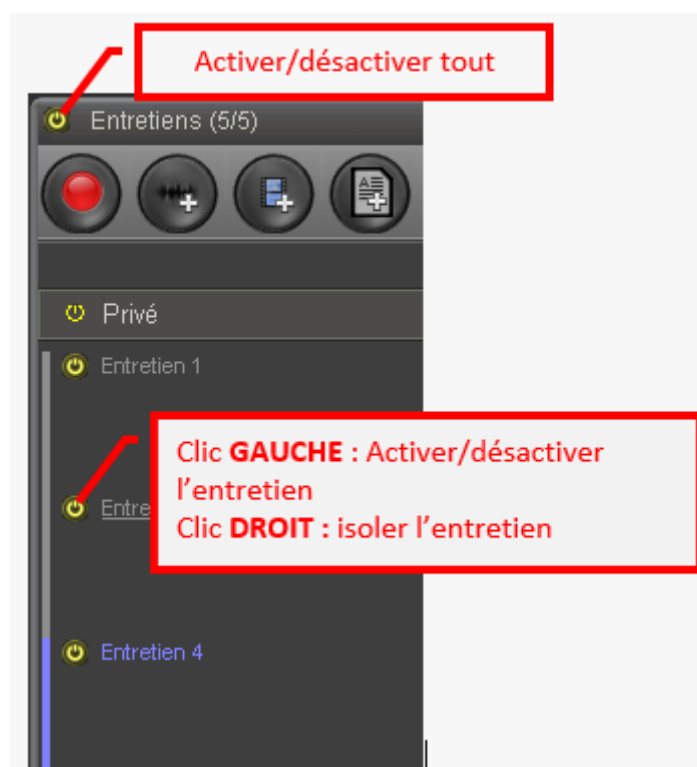 Activer/désactiver tout
Entretiens (5/5)
Privé
Entretien 1
Clic GAUCHE : Activer/désactiver
l’entretien
Clic DROIT : isoler l’entretien
Entretien 4